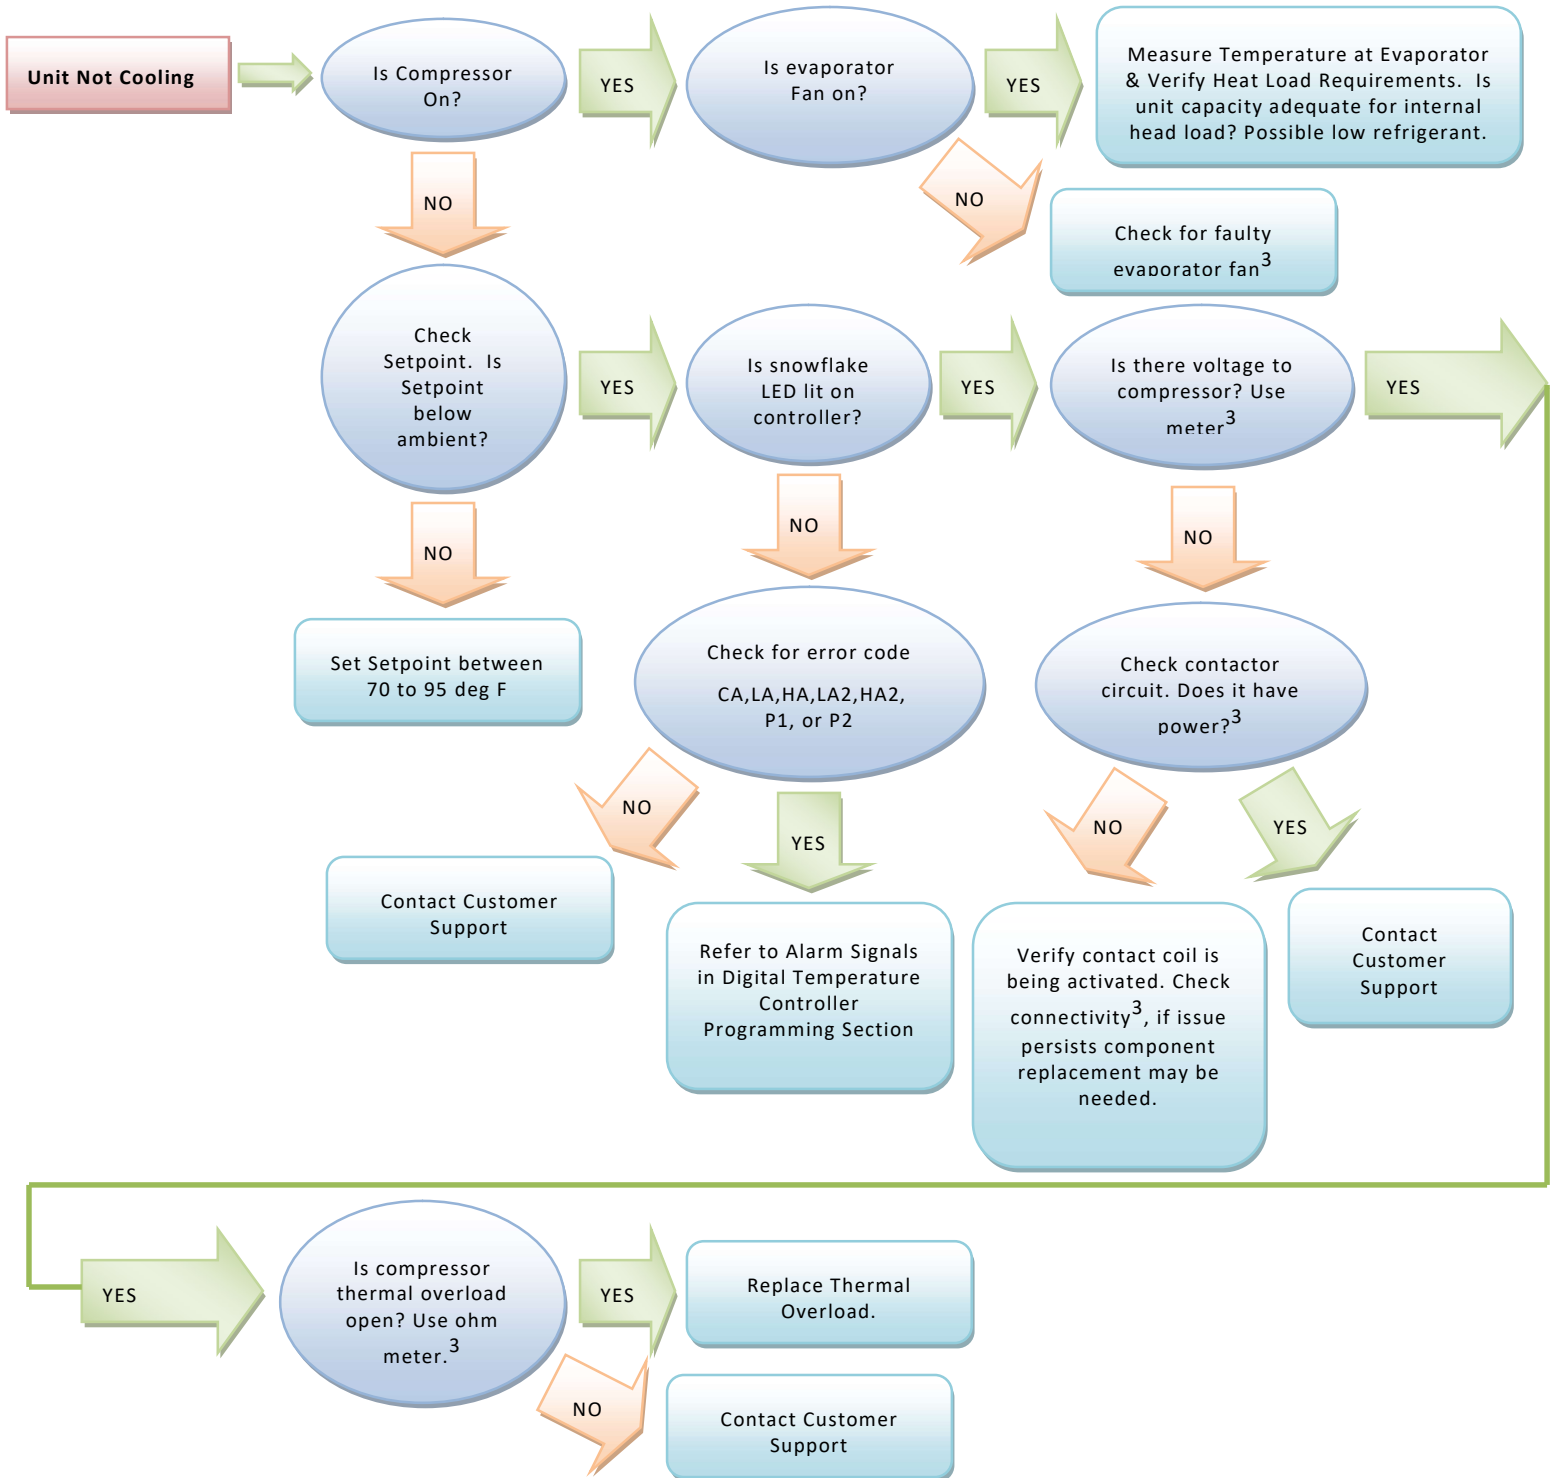 Unit Not Cooling
Is Compressor
On?
YES
Is evaporator
Fan on?
YES
Measure Temperature at Evaporator
& Verify Heat Load Requirements.  Is
unit capacity adequate for internal
head load? Possible low refrigerant.
NO
NO
Check for faulty
evaporator fan3
Check
Setpoint.  Is
Setpoint
below
ambient?
YES
Is snowflake
LED lit on
controller?
YES
Is there voltage to
compressor? Use
meter3
YES
NO
NO
NO
Set Setpoint between
70 to 95 deg F
Check for error code
CA,LA,HA,LA2,HA2,
P1, or P2
Check contactor
circuit. Does it have
power?3
NO
YES
NO
YES
Contact Customer
Support
Refer to Alarm Signals
in Digital Temperature
Controller
Programming Section
Verify contact coil is
being activated. Check
connectivity3, if issue
persists component
replacement may be
needed.
Contact
Customer
Support
YES
Is compressor
thermal overload
open? Use ohm
meter.3
YES
Replace Thermal
Overload.
NO
Contact Customer
Support